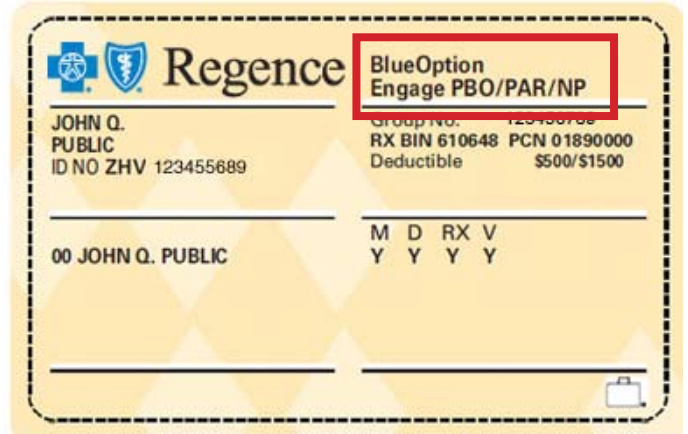 Regence
BlueOption
Engage PBO/PAR/NP
JOHN Q.
PUBLIC
ID NO ZHV 123455689
Group No. 123456789
RX BIN 610648 PCN 01890000
Deductible $500/$1500
00 JOHN Q. PUBLIC
M D RX V
Y Y Y Y